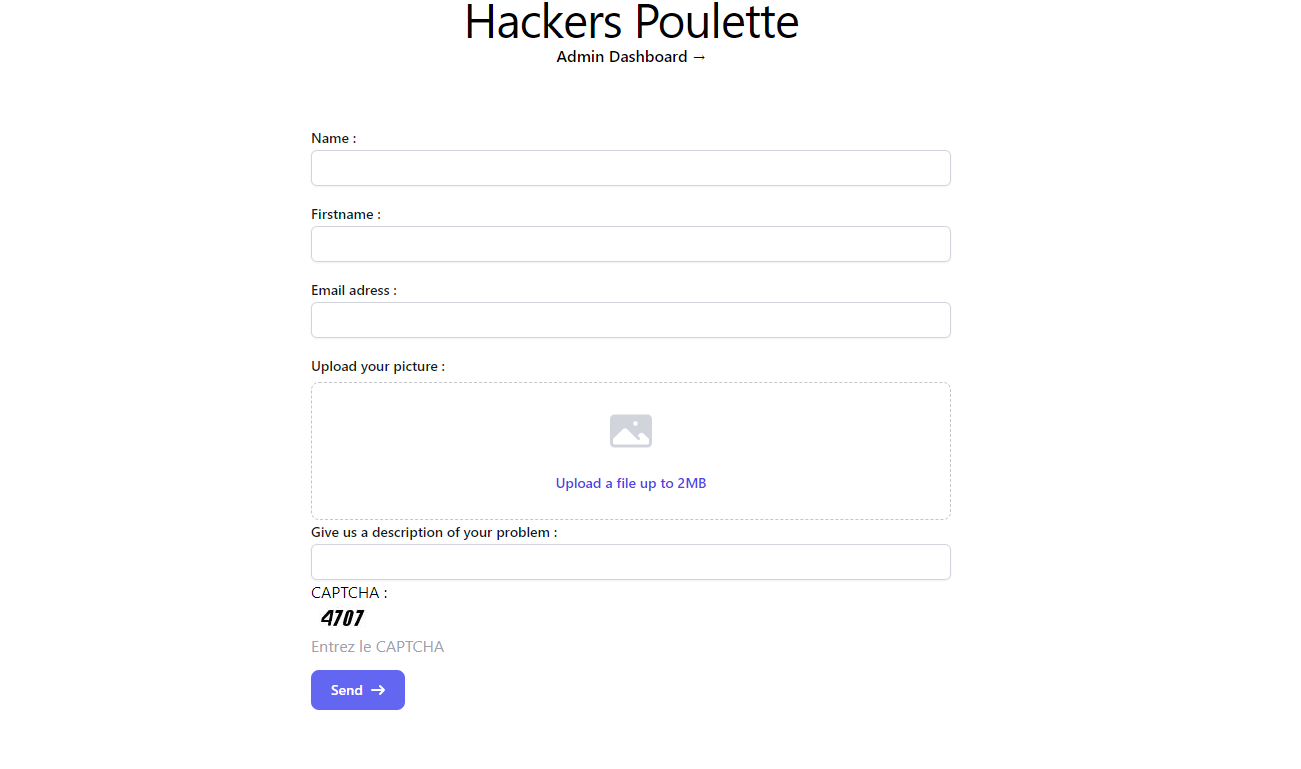 Hackers Poulette
Admin Dashboard →
Name :
Firstname :
Email adress :
Upload your picture :
Upload a file up to 2MB
Give us a description of your problem :
CAPTCHA :
4707
Entrez le CAPTCHA
Send →